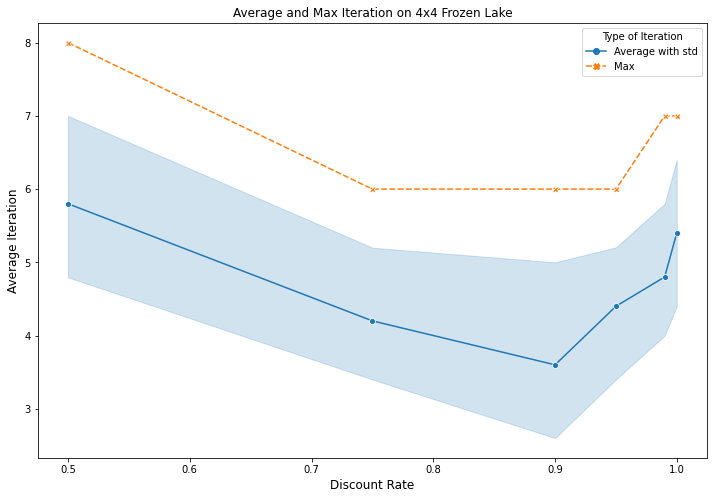 Average and Max Iteration on 4x4 Frozen Lake
Type of Iteration
Average with std
Max
Average Iteration
8
7
6
5
4
3
0.5 0.6 0.7 0.8 0.9 1.0
Discount Rate